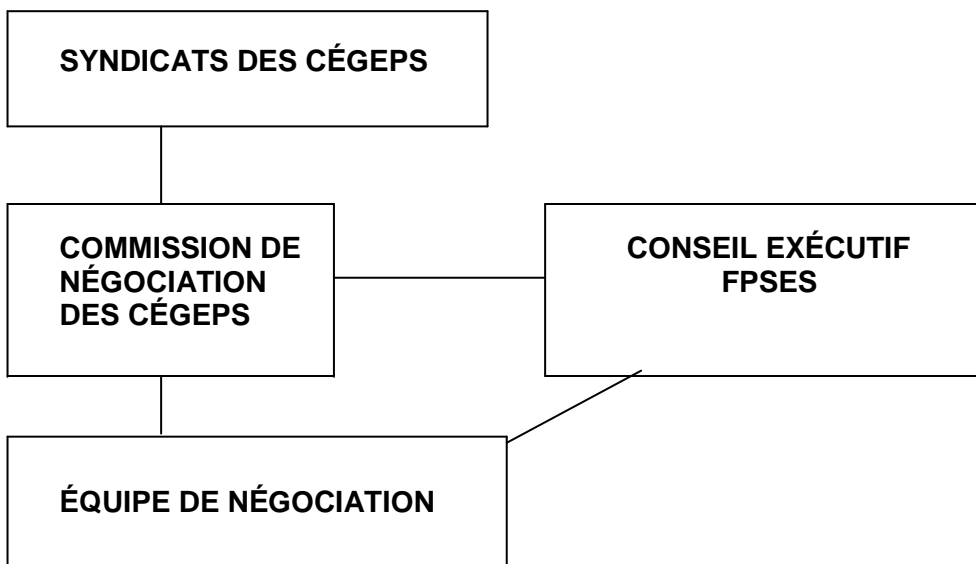 SYNDICATS DES CÉGEPS
COMMISSION DE
NÉGOCIATION
DES CÉGEPS
CONSEIL EXÉCUTIF
FPSES
ÉQUIPE DE NÉGOCIATION